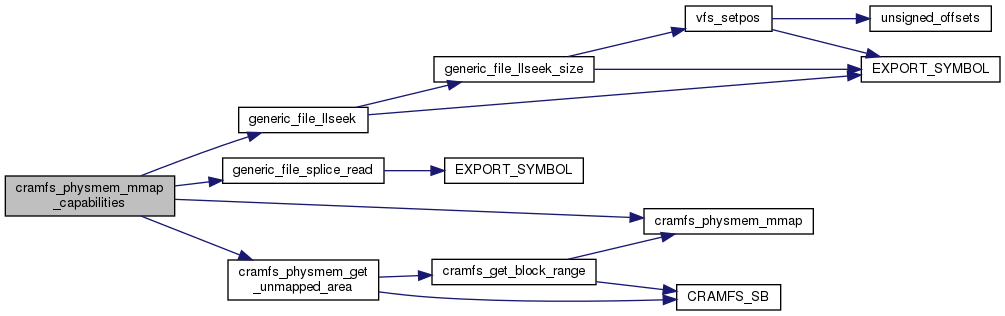 vfs_setpos
unsigned_offsets
generic_file_llseek_size
EXPORT_SYMBOL
generic_file_llseek
generic_file_splice_read
EXPORT_SYMBOL
cramfs_physmem_mmap
_capabilities
cramfs_physmem_mmap
cramfs_physmem_get
_unmapped_area
cramfs_get_block_range
CRAMFS_SB